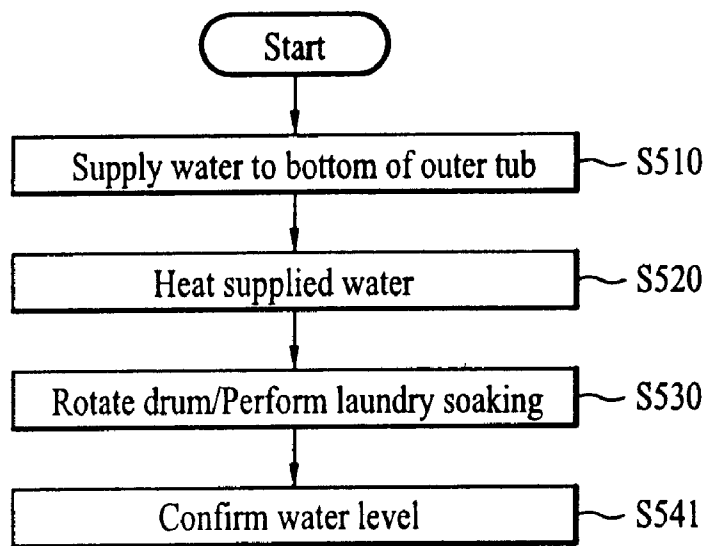 Start
Supply water to bottom of outer tub S510
Heat supplied water S520
Rotate drum/Perform laundry soaking S530
Confirm water level S541